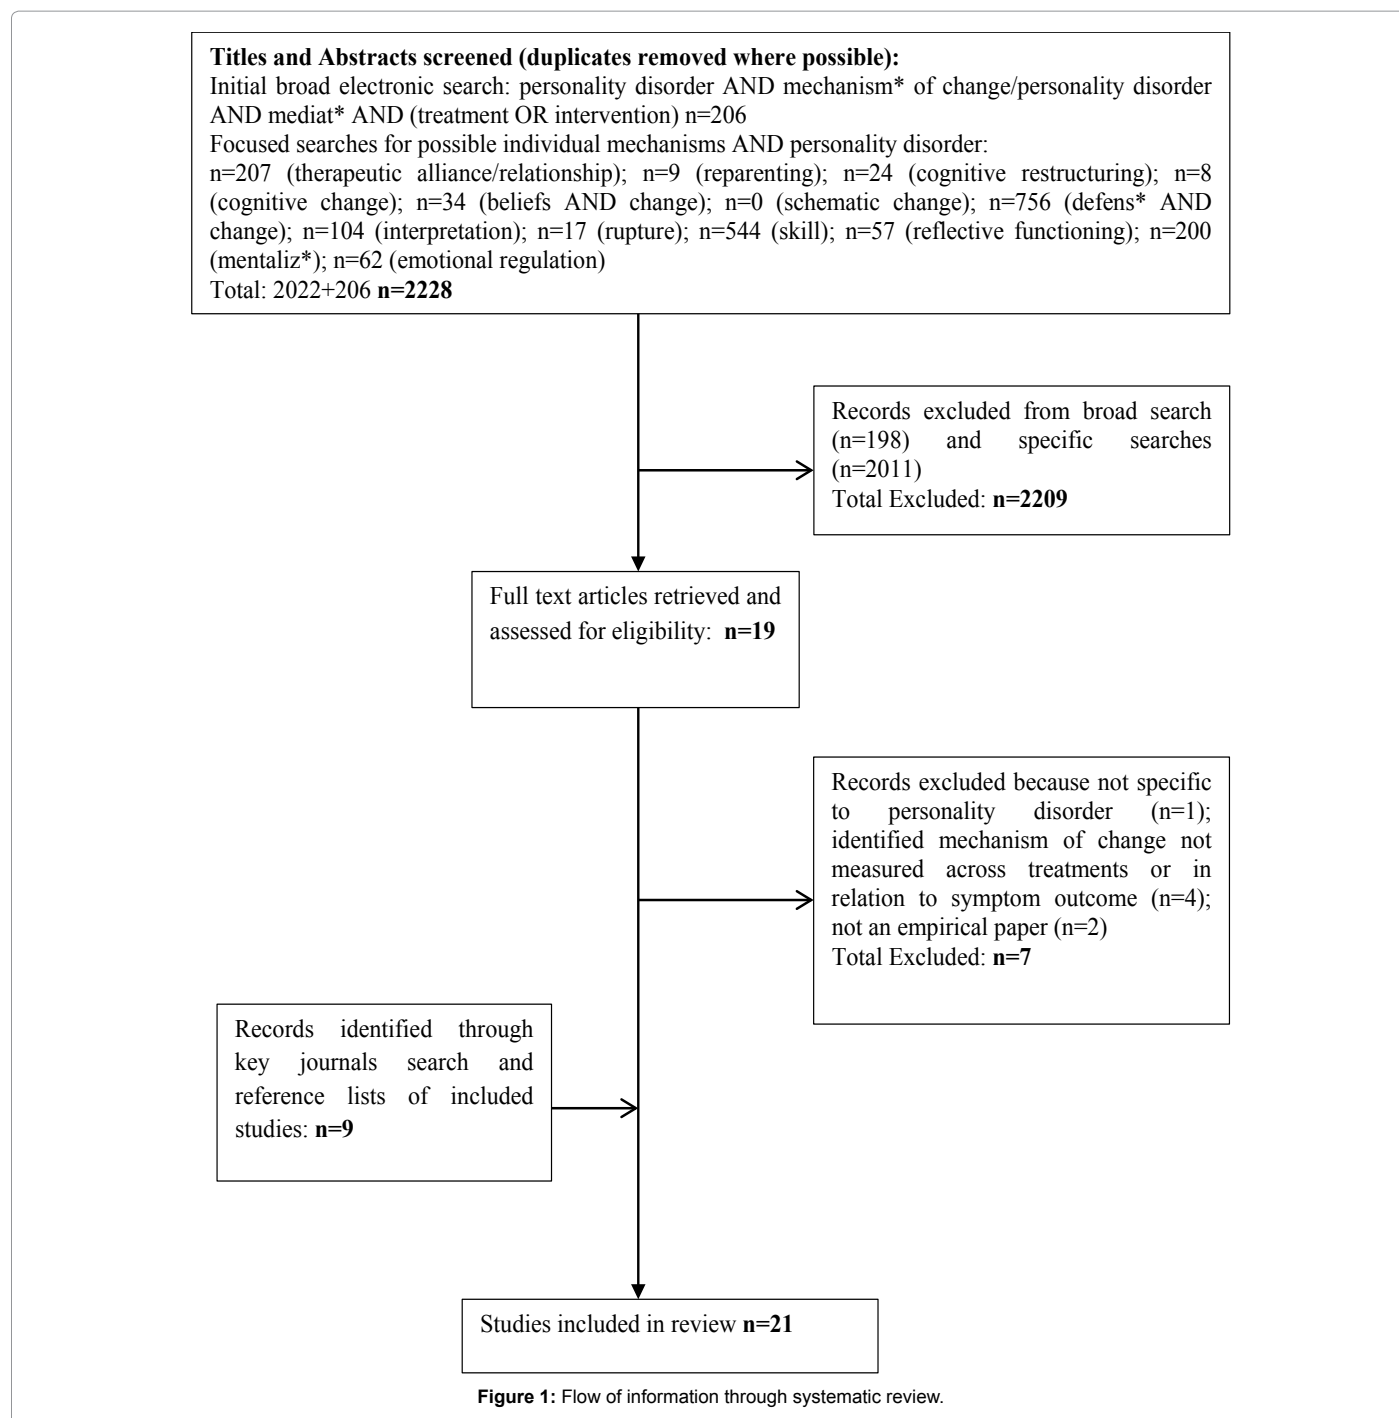 Titles and Abstracts screened (duplicates removed where possible):
Initial broad electronic search: personality disorder AND mechanism* of change/personality disorder
AND mediat* AND (treatment OR intervention) n=206
Focused searches for possible individual mechanisms AND personality disorder:
n=207 (therapeutic alliance/relationship); n=9 (reparenting); n=24 (cognitive restructuring); n=8
(cognitive change); n=34 (beliefs AND change); n=0 (schematic change); n=756 (defens* AND
change); n=104 (interpretation); n=17 (rupture); n=544 (skill); n=57 (reflective functioning); n=200
(mentaliz*); n=62 (emotional regulation)
Total: 2022+206 n=2228
Records excluded from broad search
(n=198) and specific searches
(n=2011)
Total Excluded: n=2209
Full text articles retrieved and
assessed for eligibility: n=19
Records excluded because not specific
to personality disorder (n=1);
identified mechanism of change not
measured across treatments or in
relation to symptom outcome (n=4);
not an empirical paper (n=2)
Total Excluded: n=7
Records identified through
key journals search and
reference lists of included
studies: n=9
Studies included in review n=21
Figure 1: Flow of information through systematic review.